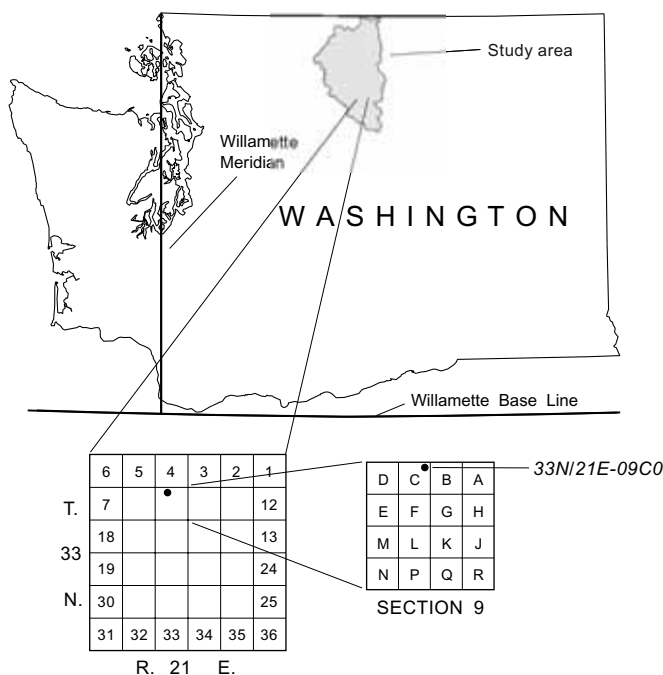 Study area
Willamette
Meridian
WASHINGTON
Willamette Base Line
6 5 4 3 2 1
T. 7 12
18 13
33
19 24
N. 30 25
31 32 33 34 35 36
R. 21 E.
33N/21E-09C0
D C B A
E F G H
M L K J
N P Q R
SECTION 9